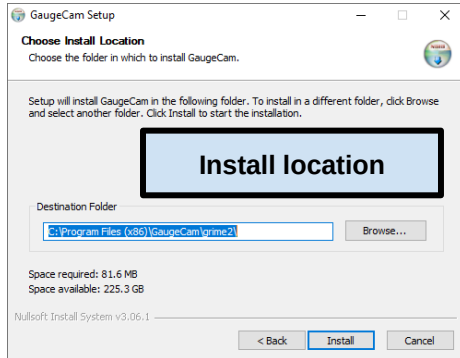 GaugeCam Setup
Choose Install Location
Choose the folder in which to install GaugeCam.
Setup will install GaugeCam in the following folder. To install in a different folder, click Browse
and select another folder. Click Install to start the installation.
Install location
Destination Folder
C:\Program Files (x86)\GaugeCam\grime2\
Browse...
Space required: 81.6 MB
Space available: 225.3 GB
Nullsoft Install System v3.06.1
< Back Install Cancel